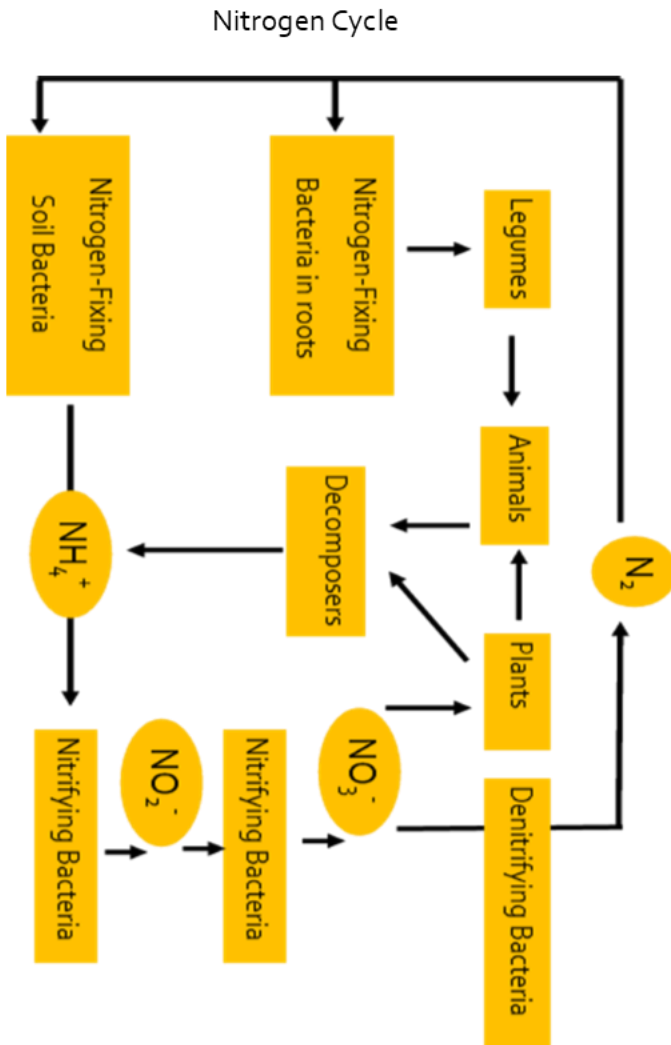 Nitrogen Cycle
N₂
Legumes
Animals
Plants
Denitrifying Bacteria
Nitrogen-Fixing
Bacteria in roots
Decomposers
NO₃⁻
Nitrogen-Fixing
Soil Bacteria
NH₄⁺
Nitrifying Bacteria
NO₂⁻
Nitrifying Bacteria